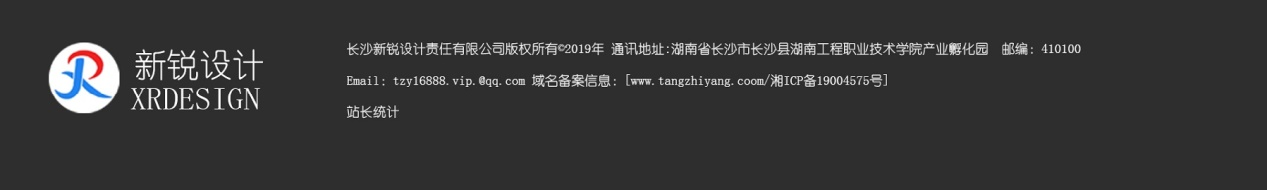 新锐设计
XRDESIGN
长沙新锐设计责任有限公司版权所有©2019年 通讯地址:湖南省长沙市长沙县湖南工程职业技术学院产业孵化园 邮编: 410100
Email: tzy16888.vip.@qq.com 域名备案信息: [www.tangzhiyang.coom/湘ICP备19004575号]
站长统计